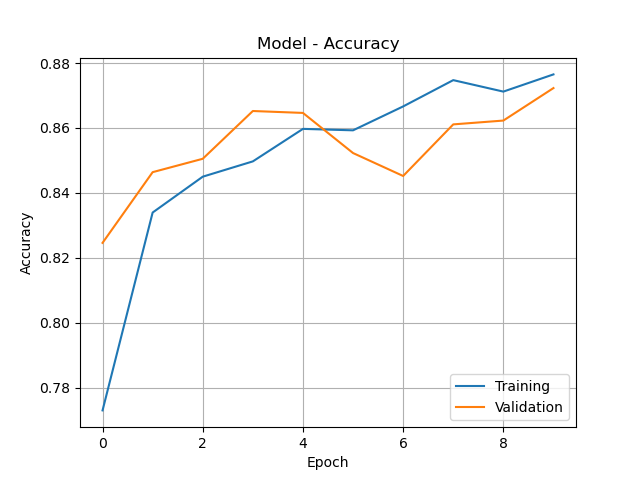 Model - Accuracy
Accuracy
0.88
0.86
0.84
0.82
0.80
0.78
0 2 4 6 8
Epoch
Training
Validation